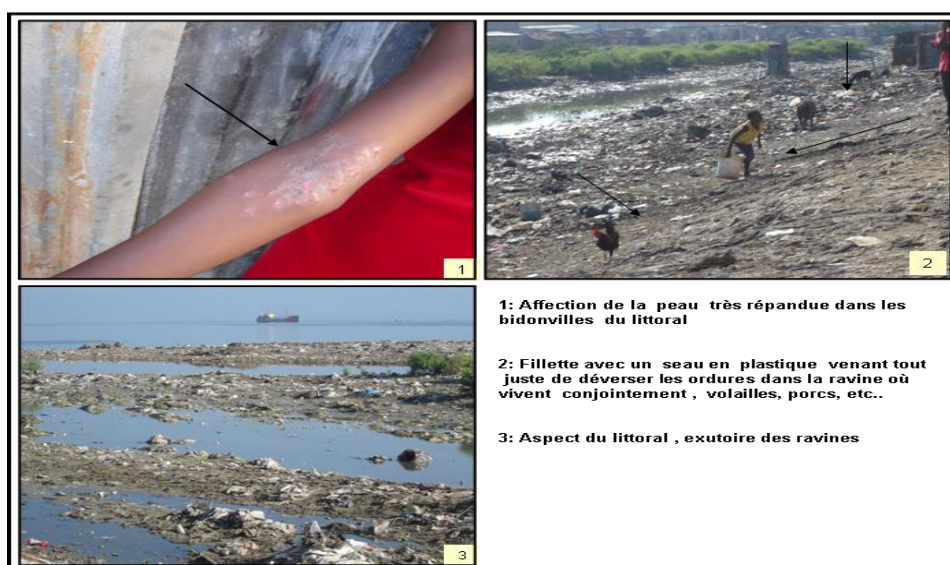 1
2
3
1: Affection de la peau très répandue dans les
bidonvilles du littoral
2: Fillette avec un seau en plastique venant tout
juste de déverser les ordures dans la ravine où
vivent conjointement , volailles, porcs, etc..
3: Aspect du littoral , exutoire des ravines